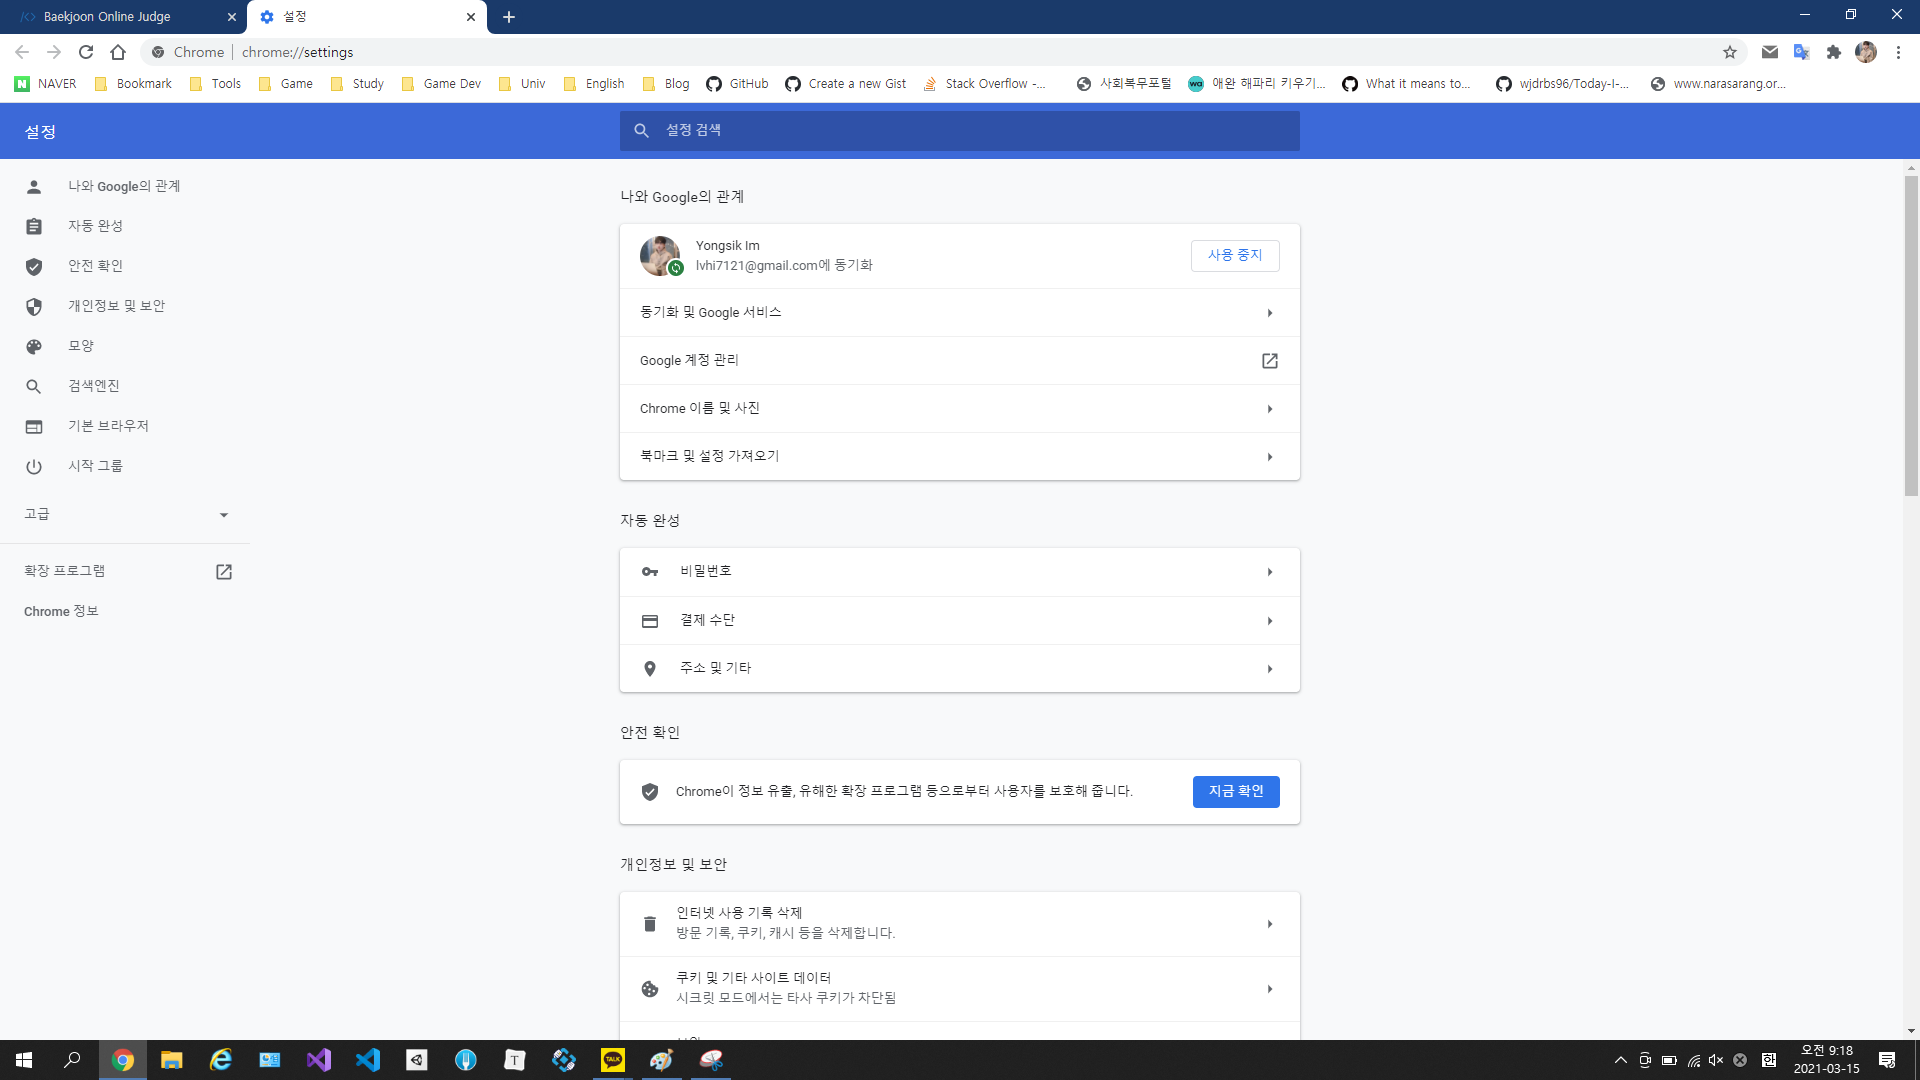 Baekjoon Online Judge
설정
Chrome
chrome://settings
NAVER
Bookmark
Tools
Game
Study
Game Dev
Univ
English
Blog
GitHub
Create a new Gist
Stack Overflow -...
사회복무포털
애완 해파리 키우기...
What it means to...
wjdrbs96/Today-I-...
www.narasarang.or...
설정
설정 검색
나와 Google의 관계
자동 완성
안전 확인
개인정보 및 보안
모양
검색엔진
기본 브라우저
시작 그룹
고급
확장 프로그램
Chrome 정보
나와 Google의 관계
Yongsik Im
lvhi7121@gmail.com에 동기화
사용 중지
동기화 및 Google 서비스
Google 계정 관리
Chrome 이름 및 사진
북마크 및 설정 가져오기
자동 완성
비밀번호
결제 수단
주소 및 기타
안전 확인
Chrome이 정보 유출, 유해한 확장 프로그램 등으로부터 사용자를 보호해 줍니다.
지금 확인
개인정보 및 보안
인터넷 사용 기록 삭제
방문 기록, 쿠키, 캐시 등을 삭제합니다.
쿠키 및 기타 사이트 데이터
시크릿 모드에서는 타사 쿠키가 차단됨
TALK
한
오전 9:18
2021-03-15